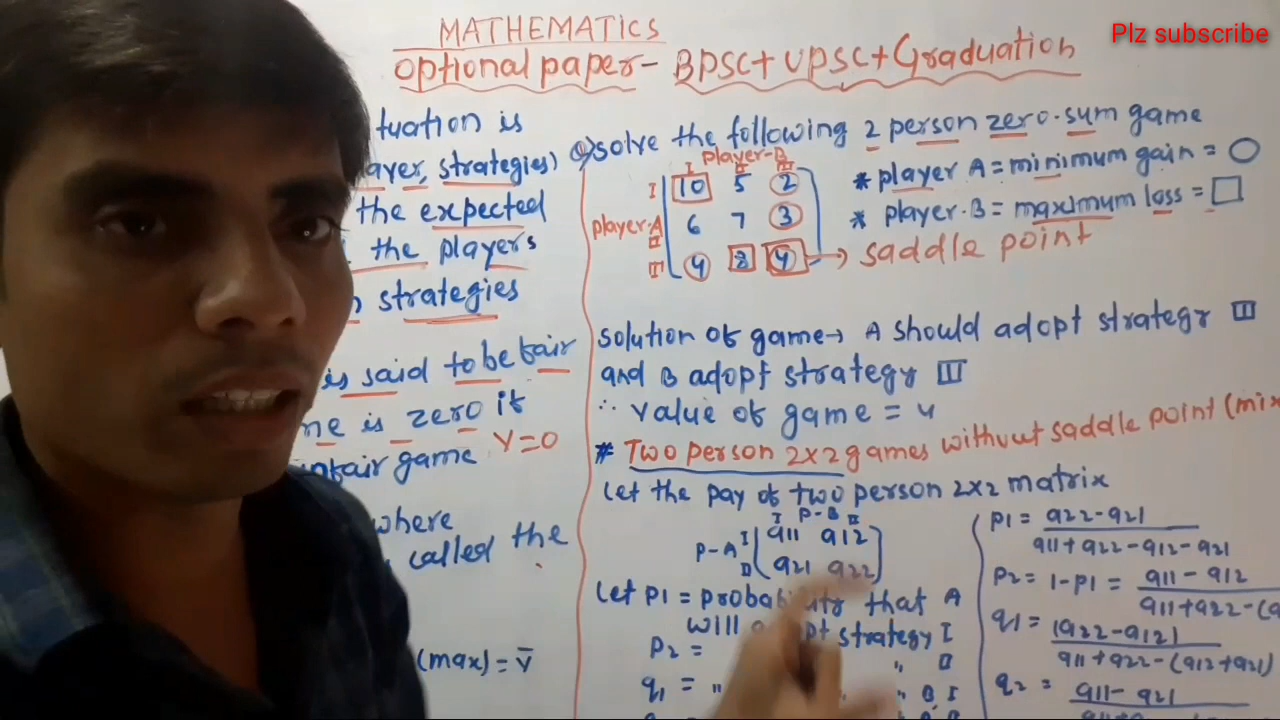 MATHEMATICS
Plz subscribe
optional paper- BPSC+ UPSC+ Graduation
tuation is
ayer, strategies)
the expected
the players
strategies
is said to be fair
me is zero if
V=0
nfair game
where
called the
(max) = v̄
Q) solve the following 2 person zero-sum game
player-B
I II III
I 10 5 2
player-A
II 6 7 3
III 4 8 4 → saddle point
* player A = minimum gain = ○
* player-B = maximum loss = □
solution of game → A should adopt strategy III
and B adopt strategy III
∴ value of game = 4
# Two person 2x2 games without saddle point (mix
Let the pay of two person 2x2 matrix
P-B
I II
P-A I a11 a12
II a21 a22
Let p1 = probability that A
will adopt strategy I
p2 = " II
q1 = " " B I
p1 = a22-a21 / a11+a22-a12-a21
p2 = 1-p1 = a11-a12 / a11+a22-(a
q1 = (a22-a12) / a11+a22-(a12+a21)
q2 = a11-a21